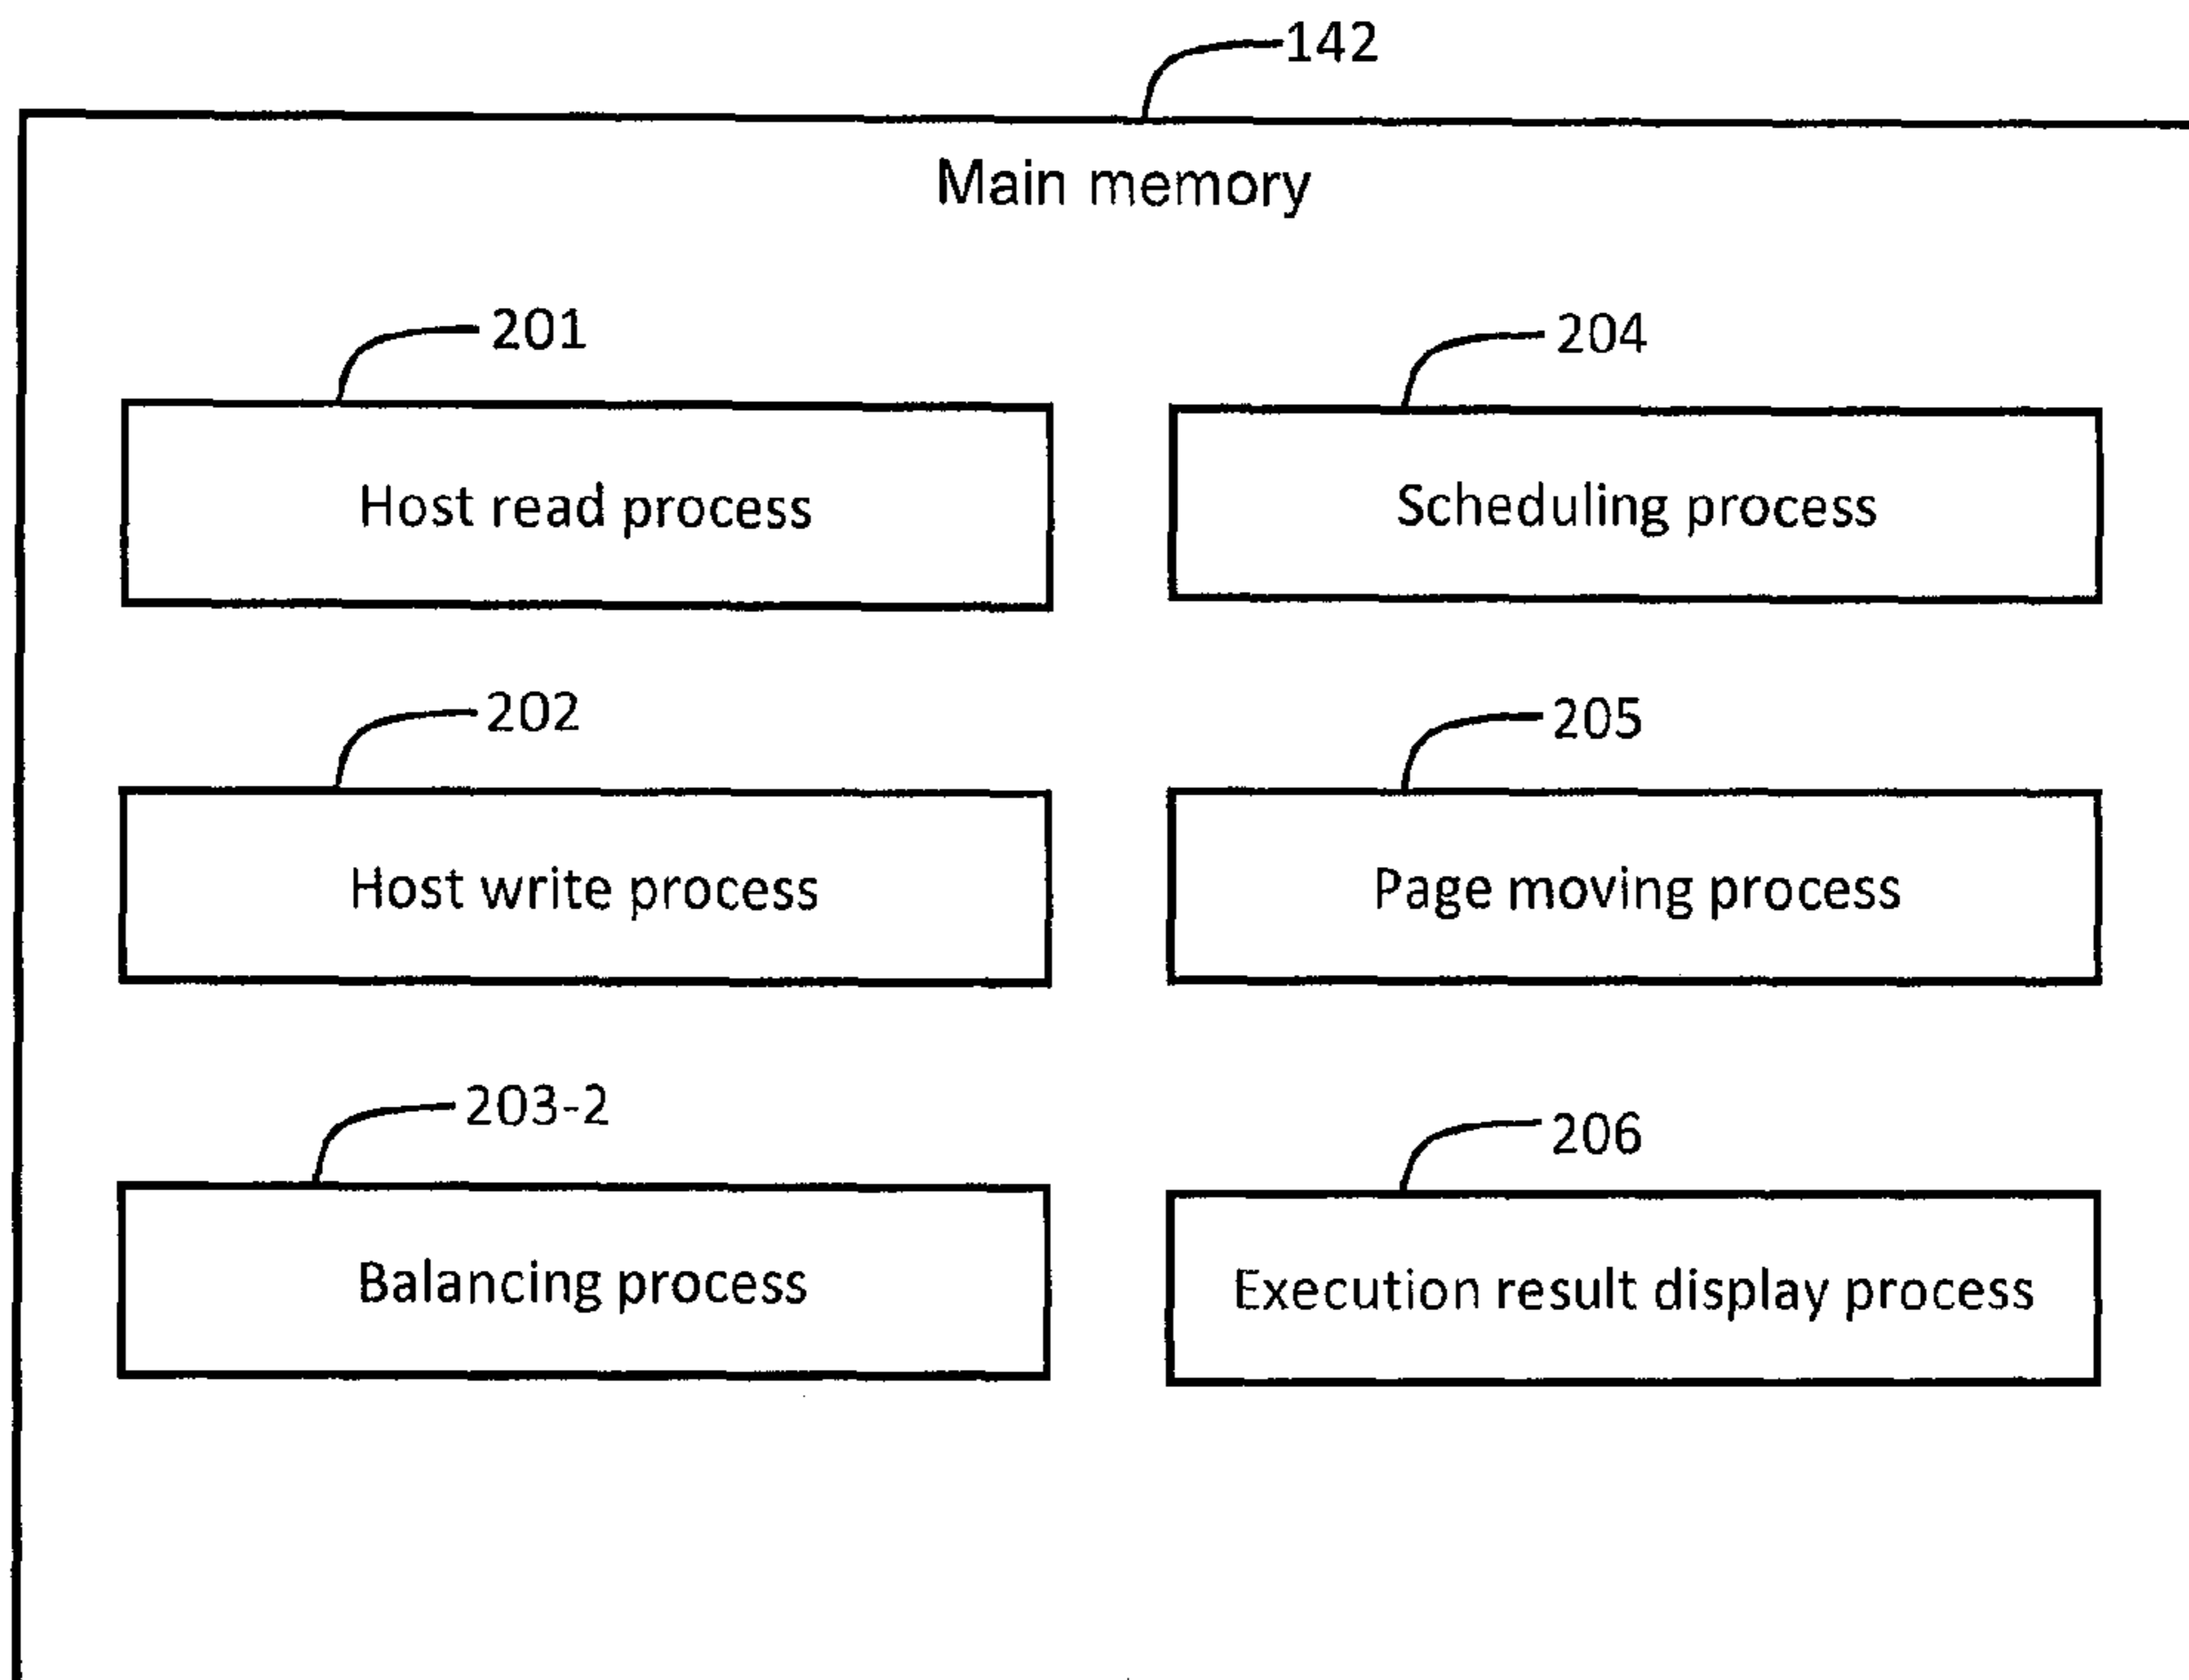 142
Main memory
201
204
Host read process
Scheduling process
202
205
Host write process
Page moving process
203-2
206
Balancing process
Execution result display process